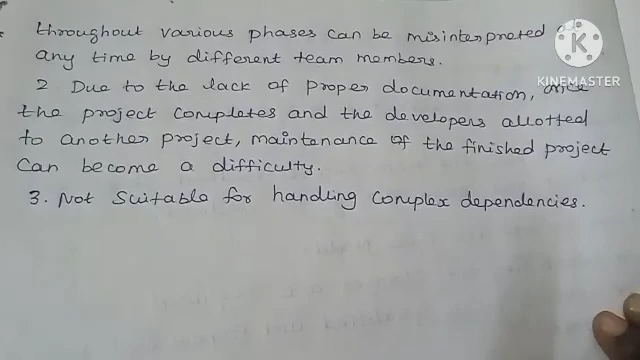 throughout various phases can be misinterpreted
any time by different team members.
KINEMASTER
2 Due to the lack of proper documentation, once
the project completes and the developers allotted
to another project, maintenance of the finished project
can become a difficulty.
3. Not suitable for handling complex dependencies.